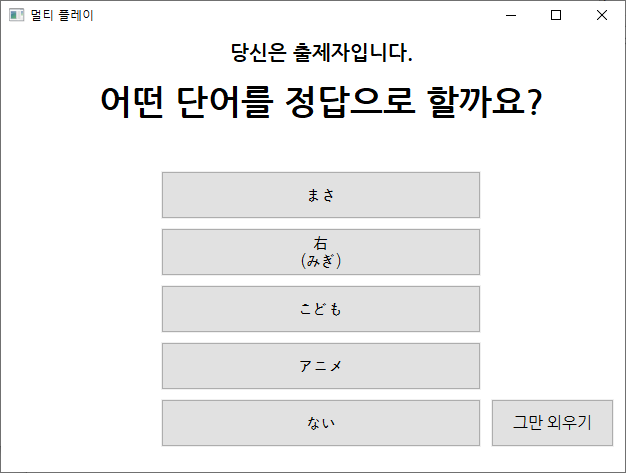 멀티 플레이
당신은 출제자입니다.
어떤 단어를 정답으로 할까요?
まさ
右
(みぎ)
こども
アニメ
ない
그만 외우기